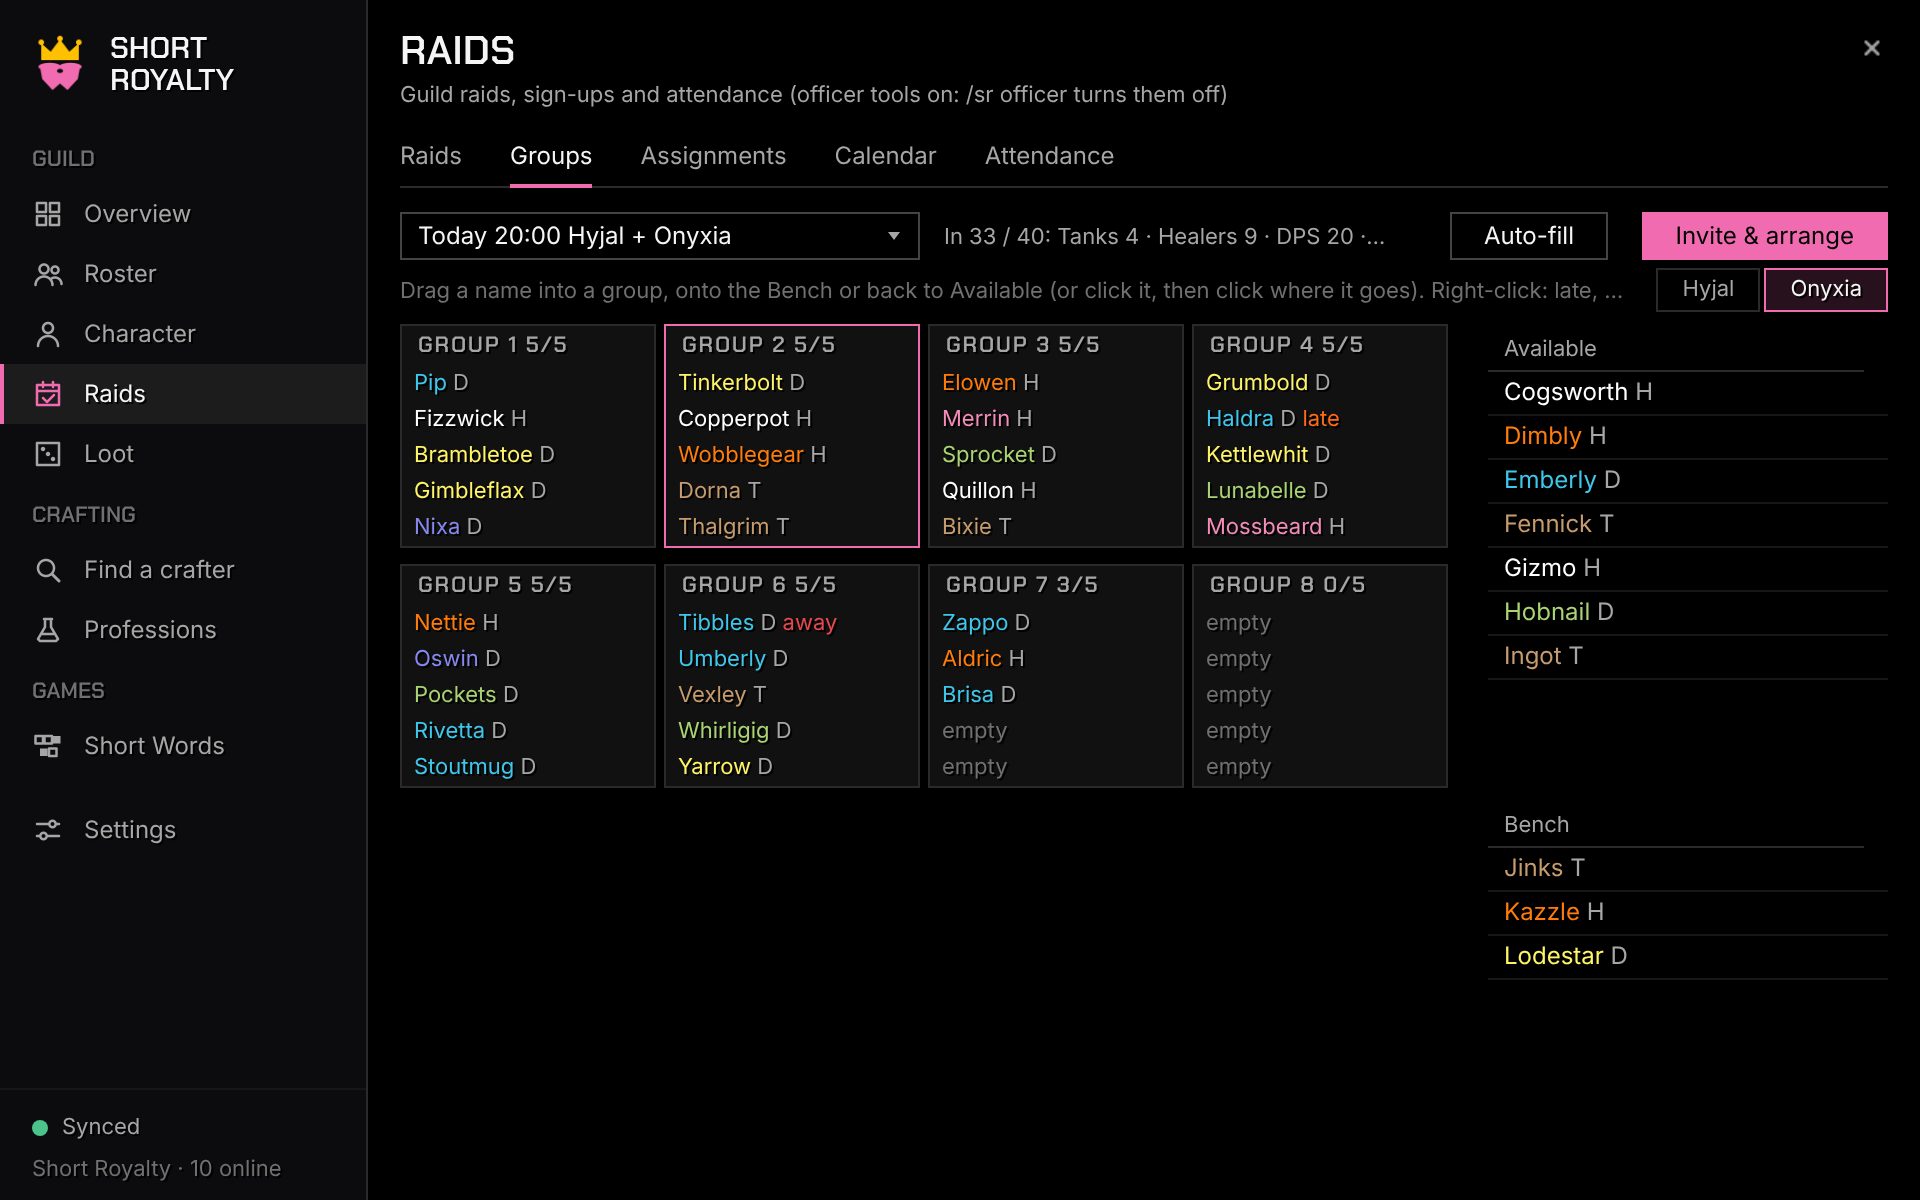 SHORT
ROYALTY
GUILD
Overview
Roster
Character
Raids
Loot
CRAFTING
Find a crafter
Professions
GAMES
Short Words
Settings
Synced
Short Royalty · 10 online
RAIDS
Guild raids, sign-ups and attendance (officer tools on: /sr officer turns them off)
Raids Groups Assignments Calendar Attendance
Today 20:00 Hyjal + Onyxia In 33 / 40: Tanks 4 · Healers 9 · DPS 20 ·... Auto-fill Invite & arrange
Drag a name into a group, onto the Bench or back to Available (or click it, then click where it goes). Right-click: late, ... Hyjal Onyxia
GROUP 1 5/5
Pip D
Fizzwick H
Brambletoe D
Gimbleflax D
Nixa D
GROUP 2 5/5
Tinkerbolt D
Copperpot H
Wobblegear H
Dorna T
Thalgrim T
GROUP 3 5/5
Elowen H
Merrin H
Sprocket D
Quillon H
Bixie T
GROUP 4 5/5
Grumbold D
Haldra D late
Kettlewhit D
Lunabelle D
Mossbeard H
GROUP 5 5/5
Nettie H
Oswin D
Pockets D
Rivetta D
Stoutmug D
GROUP 6 5/5
Tibbles D away
Umberly D
Vexley T
Whirligig D
Yarrow D
GROUP 7 3/5
Zappo D
Aldric H
Brisa D
empty
empty
GROUP 8 0/5
empty
empty
empty
empty
empty
Available
Cogsworth H
Dimbly H
Emberly D
Fennick T
Gizmo H
Hobnail D
Ingot T
Bench
Jinks T
Kazzle H
Lodestar D